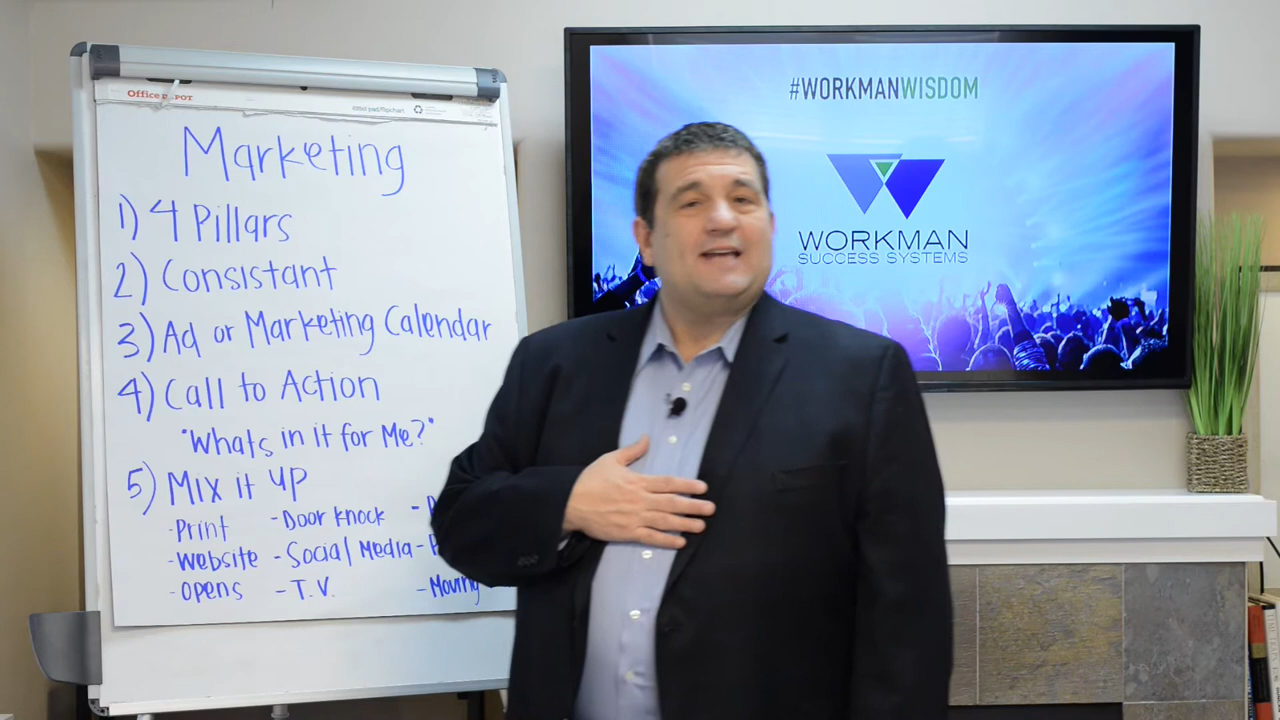 Office DEPOT
Marketing
1) 4 Pillars
2) Consistant
3) Ad or Marketing Calendar
4) Call to Action
"Whats in it for Me?"
5) Mix it up
- Print - Door Knock -
- Website - Social Media -
- Opens - T.V. - Moving
#WORKMANWISDOM
WORKMAN
SUCCESS SYSTEMS